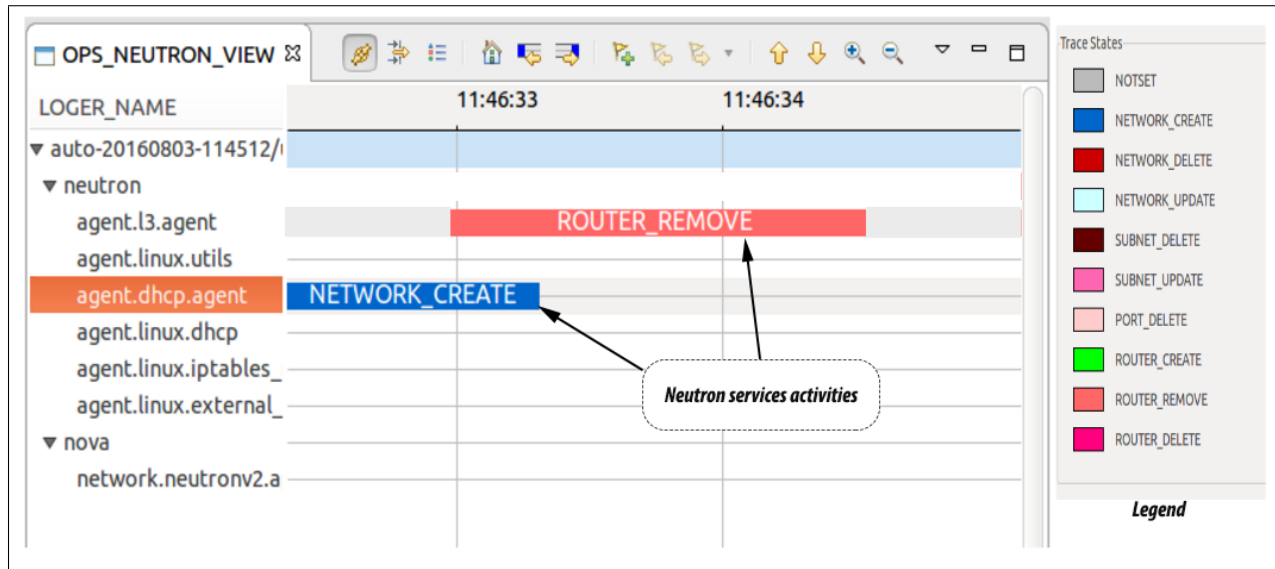 OPS_NEUTRON_VIEW
LOGER_NAME
11:46:33
11:46:34
auto-20160803-114512/
neutron
agent.l3.agent
ROUTER_REMOVE
agent.linux.utils
agent.dhcp.agent
NETWORK_CREATE
agent.linux.dhcp
agent.linux.iptables_
agent.linux.external_
nova
network.neutronv2.a
Neutron services activities
Trace States
NOTSET
NETWORK_CREATE
NETWORK_DELETE
NETWORK_UPDATE
SUBNET_DELETE
SUBNET_UPDATE
PORT_DELETE
ROUTER_CREATE
ROUTER_REMOVE
ROUTER_DELETE
Legend